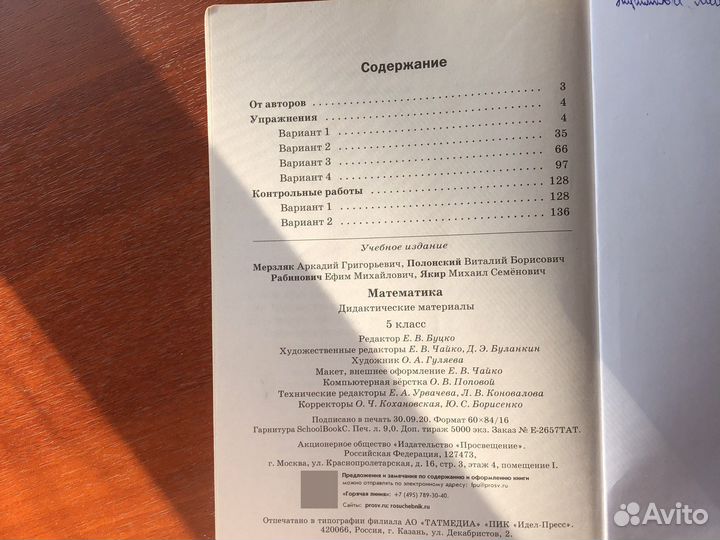 Содержание
От авторов 3
Упражнения 4
Вариант 1 4
Вариант 2 35
Вариант 3 66
Вариант 4 97
Контрольные работы 128
Вариант 1 128
Вариант 2 136
Учебное издание
Мерзляк Аркадий Григорьевич, Полонский Виталий Борисович
Рабинович Ефим Михайлович, Якир Михаил Семёнович
Математика
Дидактические материалы
5 класс
Редактор Е. В. Буцко
Художественные редакторы Е. В. Чайко, Д. Э. Буланкин
Художник О. А. Гуляева
Макет, внешнее оформление Е. В. Чайко
Компьютерная вёрстка О. В. Поповой
Технические редакторы Е. А. Урвачева, Л. В. Коновалова
Корректоры О. Ч. Кохановская, Ю. С. Борисенко
Подписано в печать 30.09.20. Формат 60×84/16
Гарнитура SchoolBookC. Печ. л. 9,0. Доп. тираж 5000 экз. Заказ № Е-2657ТАТ.
Акционерное общество «Издательство «Просвещение».
Российская Федерация, 127473,
г. Москва, ул. Краснопролетарская, д. 16, стр. 3, этаж 4, помещение I.
Предложения и замечания по содержанию и оформлению книги
можно отправлять по электронному адресу: fpu@prosv.ru
«Горячая линия»: +7 (495) 789-30-40.
Сайты: prosv.ru; rosuchebnik.ru
Отпечатано в типографии филиала АО «ТАТМЕДИА» «ПИК «Идел-Пресс».
420066, Россия, г. Казань, ул. Декабристов, 2.
Avito